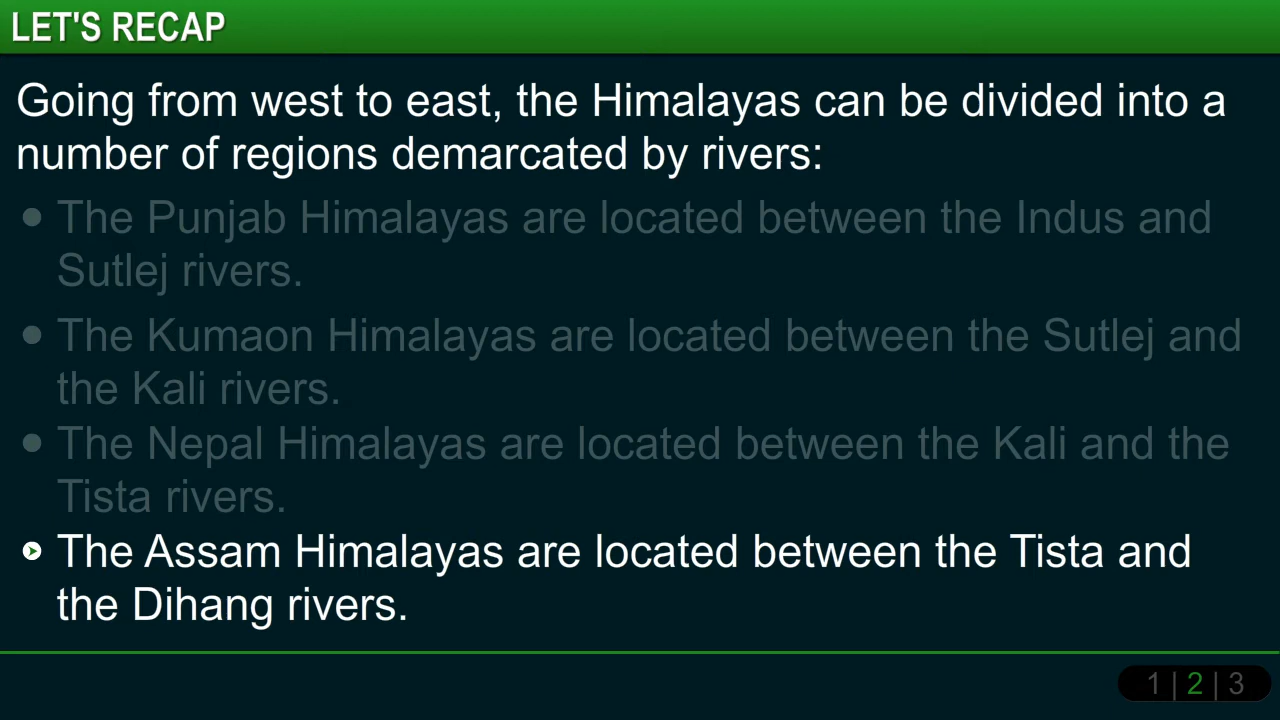 LET'S RECAP
Going from west to east, the Himalayas can be divided into a
number of regions demarcated by rivers:
The Punjab Himalayas are located between the Indus and
Sutlej rivers.
The Kumaon Himalayas are located between the Sutlej and
the Kali rivers.
The Nepal Himalayas are located between the Kali and the
Tista rivers.
The Assam Himalayas are located between the Tista and
the Dihang rivers.
1 | 2 | 3